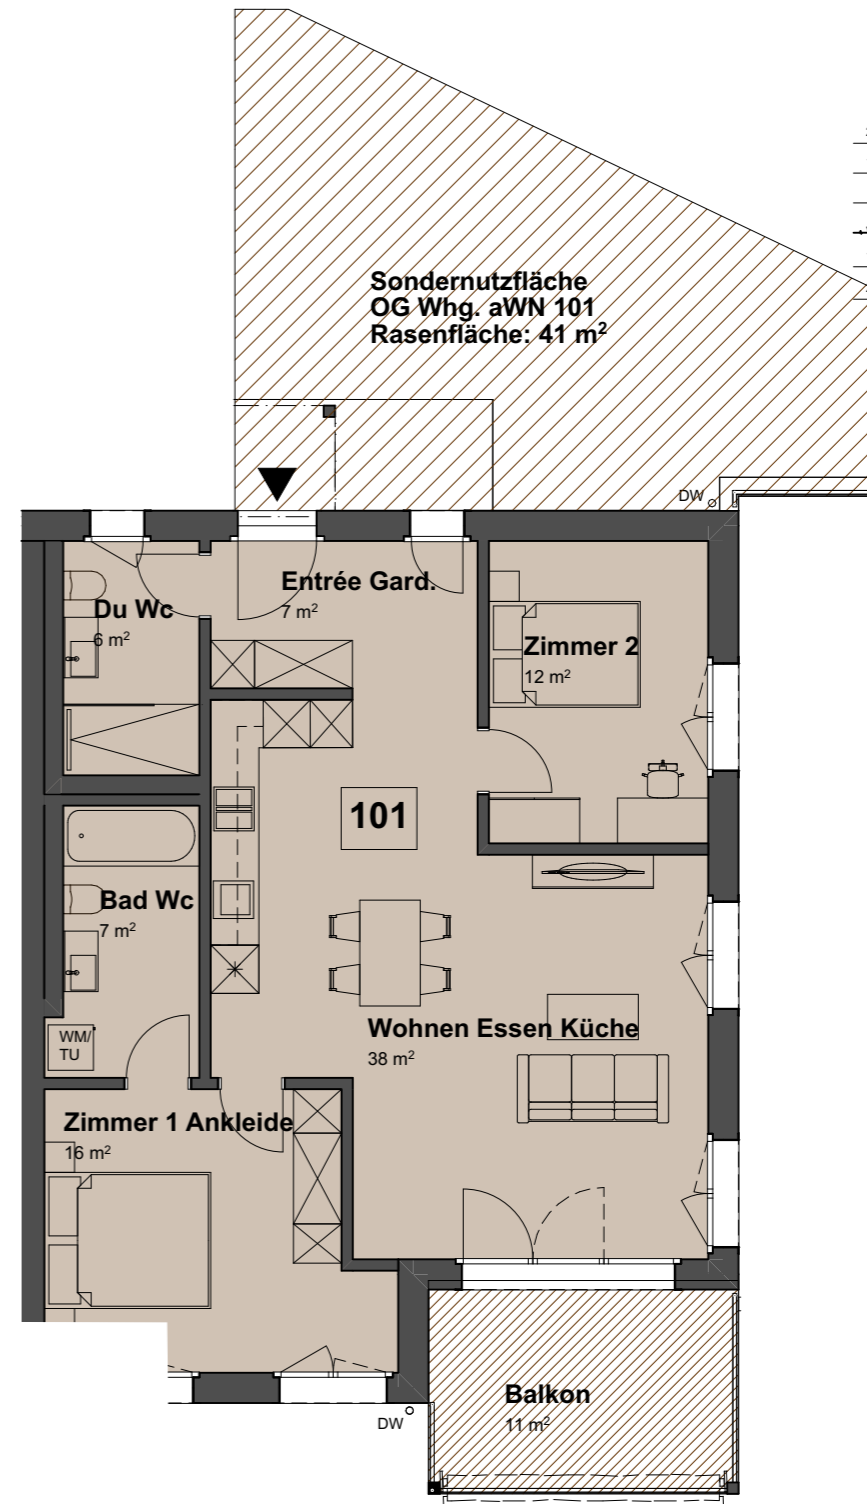 Sondernutzfläche
OG Whg. aWN 101
Rasenfläche: 41 m²
DW
Entrée Gard.
7 m²
Du Wc
6 m²
Zimmer 2
12 m²
101
Bad Wc
7 m²
WM/
TU
Wohnen Essen Küche
38 m²
Zimmer 1 Ankleide
16 m²
Balkon
11 m²
DW